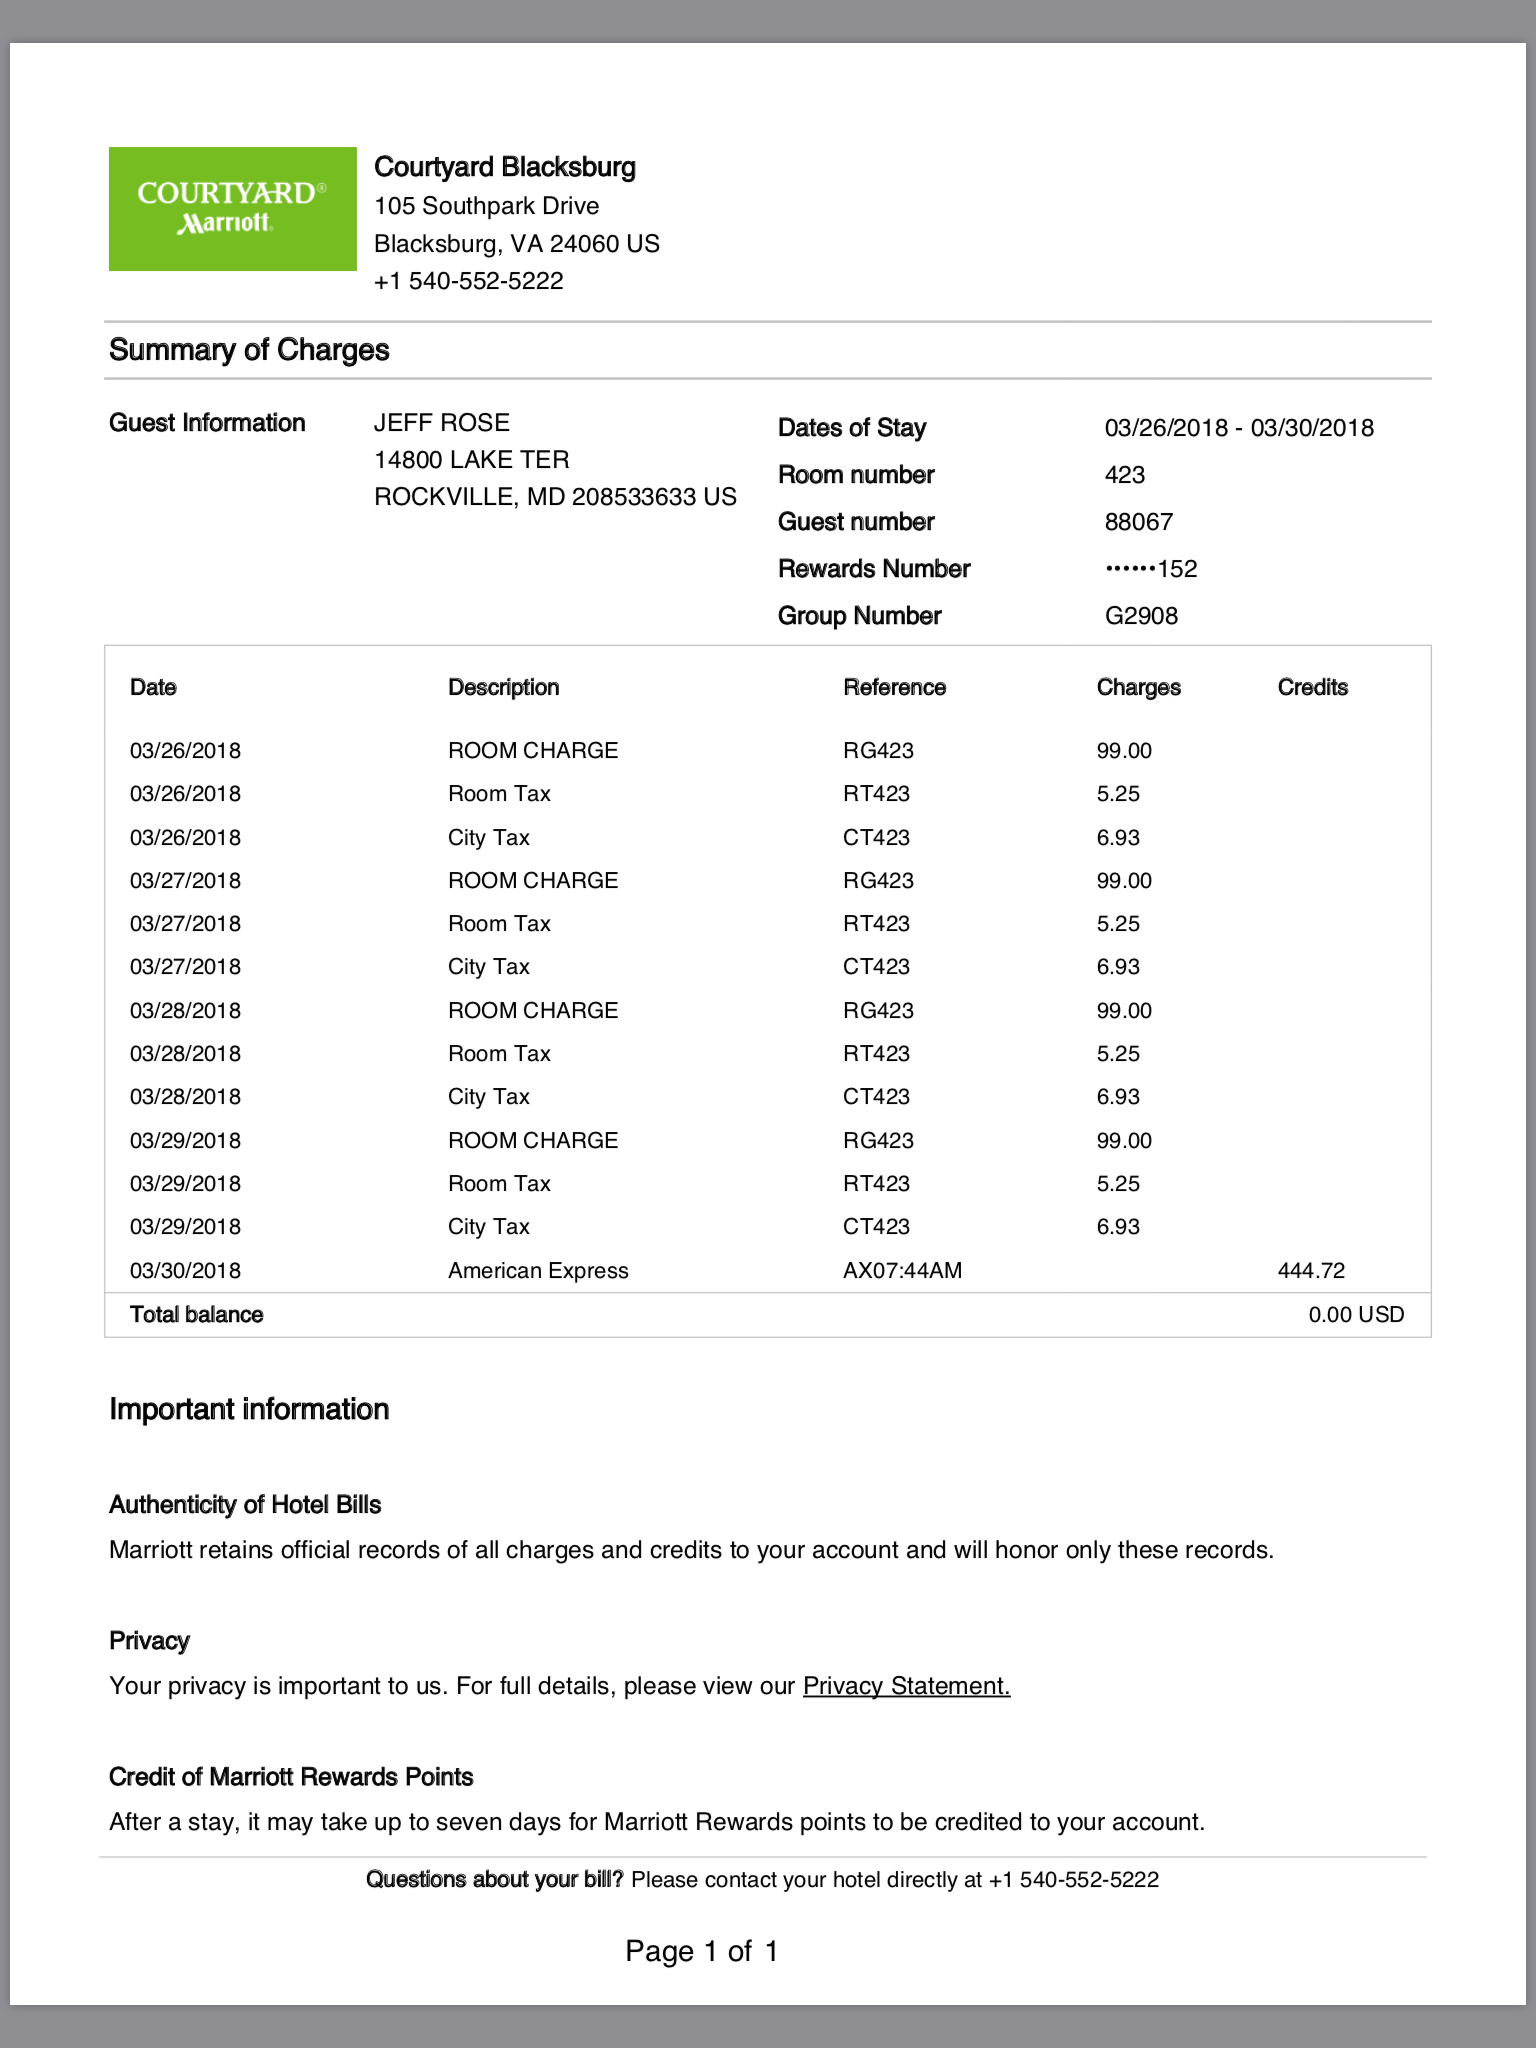 COURTYARD®
Marriott.
Courtyard Blacksburg
105 Southpark Drive
Blacksburg, VA 24060 US
+1 540-552-5222
Summary of Charges
Guest Information
JEFF ROSE
14800 LAKE TER
ROCKVILLE, MD 208533633 US
Dates of Stay 03/26/2018 - 03/30/2018
Room number 423
Guest number 88067
Rewards Number ••••••152
Group Number G2908
Date Description Reference Charges Credits
03/26/2018 ROOM CHARGE RG423 99.00
03/26/2018 Room Tax RT423 5.25
03/26/2018 City Tax CT423 6.93
03/27/2018 ROOM CHARGE RG423 99.00
03/27/2018 Room Tax RT423 5.25
03/27/2018 City Tax CT423 6.93
03/28/2018 ROOM CHARGE RG423 99.00
03/28/2018 Room Tax RT423 5.25
03/28/2018 City Tax CT423 6.93
03/29/2018 ROOM CHARGE RG423 99.00
03/29/2018 Room Tax RT423 5.25
03/29/2018 City Tax CT423 6.93
03/30/2018 American Express AX07:44AM 444.72
Total balance 0.00 USD
Important information
Authenticity of Hotel Bills
Marriott retains official records of all charges and credits to your account and will honor only these records.
Privacy
Your privacy is important to us. For full details, please view our Privacy Statement.
Credit of Marriott Rewards Points
After a stay, it may take up to seven days for Marriott Rewards points to be credited to your account.
Questions about your bill? Please contact your hotel directly at +1 540-552-5222
Page 1 of 1